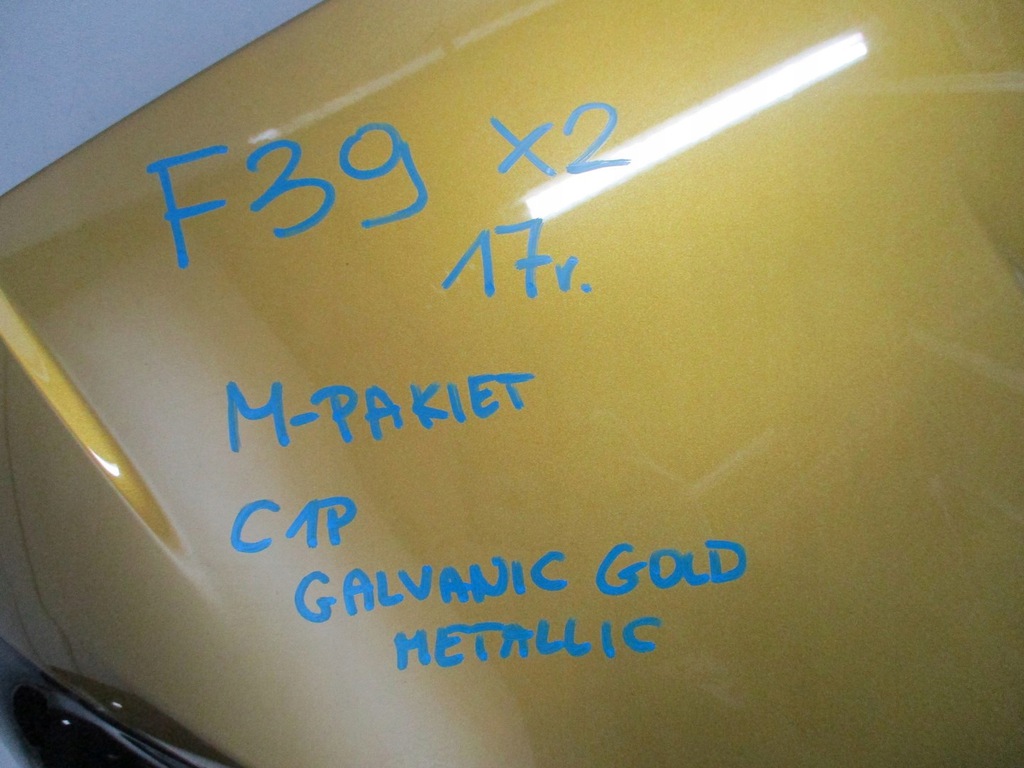 F39 X2
17r.
M-PAKIET
C1P
GALVANIC GOLD
METALLIC